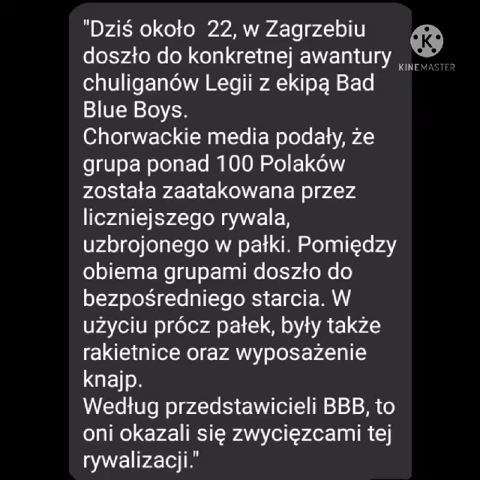 "Dziś około  22, w Zagrzebiu
doszło do konkretnej awantury
chuliganów Legii z ekipą Bad
Blue Boys.
Chorwackie media podały, że
grupa ponad 100 Polaków
została zaatakowana przez
liczniejszego rywala,
uzbrojonego w pałki. Pomiędzy
obiema grupami doszło do
bezpośredniego starcia. W
użyciu prócz pałek, były także
rakietnice oraz wyposażenie
knajp.
Według przedstawicieli BBB, to
oni okazali się zwycięzcami tej
rywalizacji."
KINEMASTER